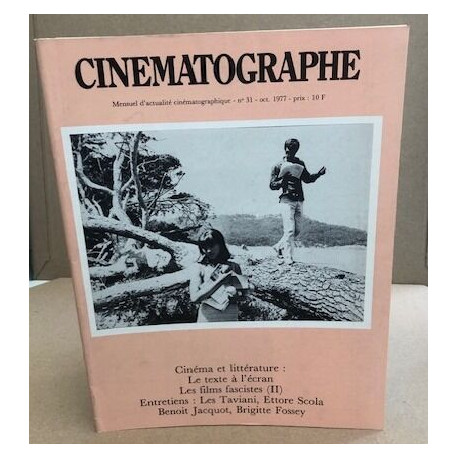 CINEMATOGRAPHE
Mensuel d'actualité cinématographique - n° 31 - oct. 1977 - prix : 10 F
Cinéma et littérature :
Le texte à l'écran
Les films fascistes (II)
Entretiens : Les Taviani, Ettore Scola
Benoit Jacquot, Brigitte Fossey